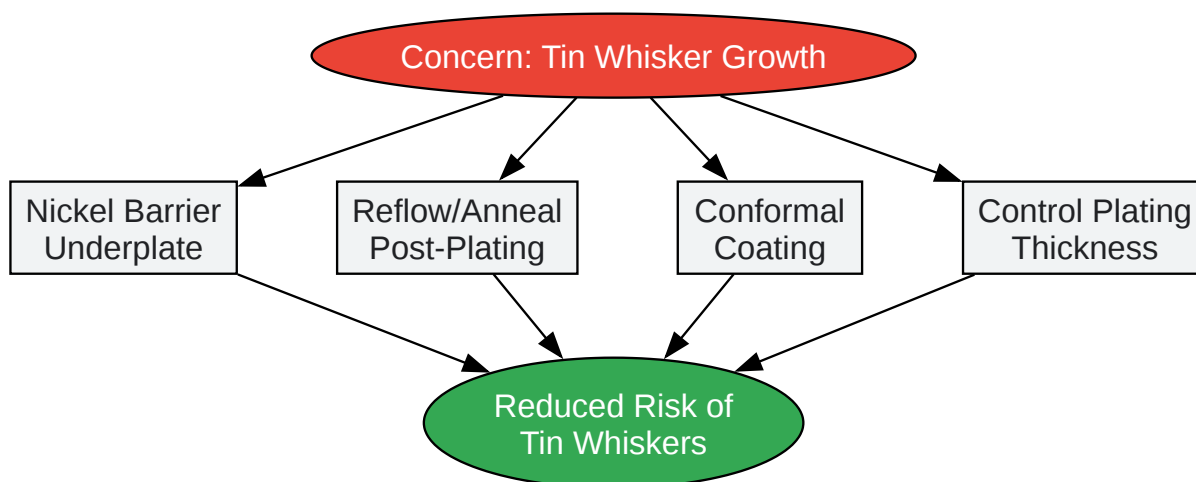 Concern: Tin Whisker Growth
Nickel Barrier
Underplate
Reflow/Anneal
Post-Plating
Conformal
Coating
Control Plating
Thickness
Reduced Risk of
Tin Whiskers